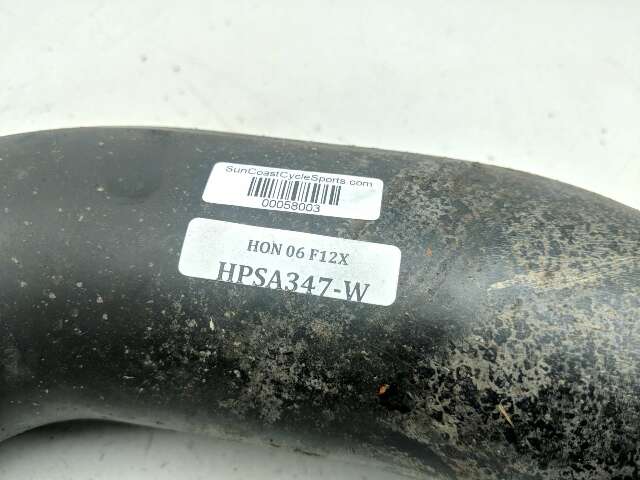 SunCoastCycleSports.com
00058003
HON 06 F12X
HPSA347-W